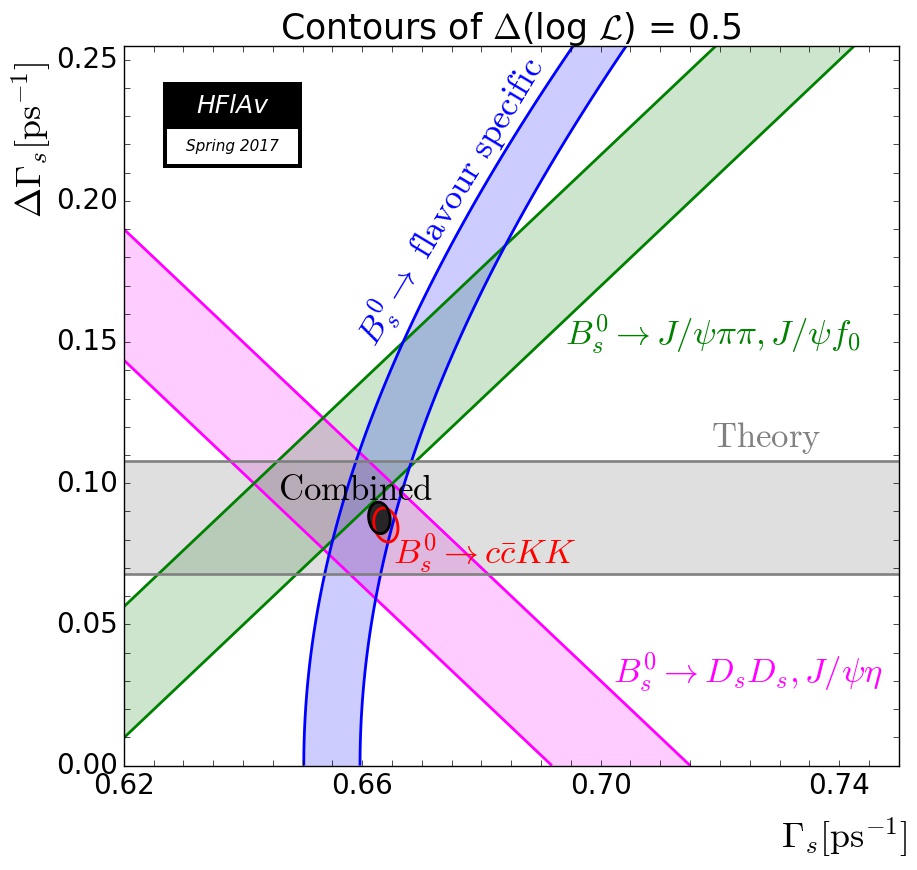 Contours of Δ(log ℒ) = 0.5
ΔΓₛ[ps⁻¹]
0.25
0.20
0.15
0.10
0.05
0.00
HFlAv
Spring 2017
B⁰ₛ → flavour specific
B⁰ₛ → J/ψππ, J/ψf₀
Theory
Combined
B⁰ₛ → cc̄KK
B⁰ₛ → DₛDₛ, J/ψη
0.62 0.66 0.70 0.74
Γₛ[ps⁻¹]